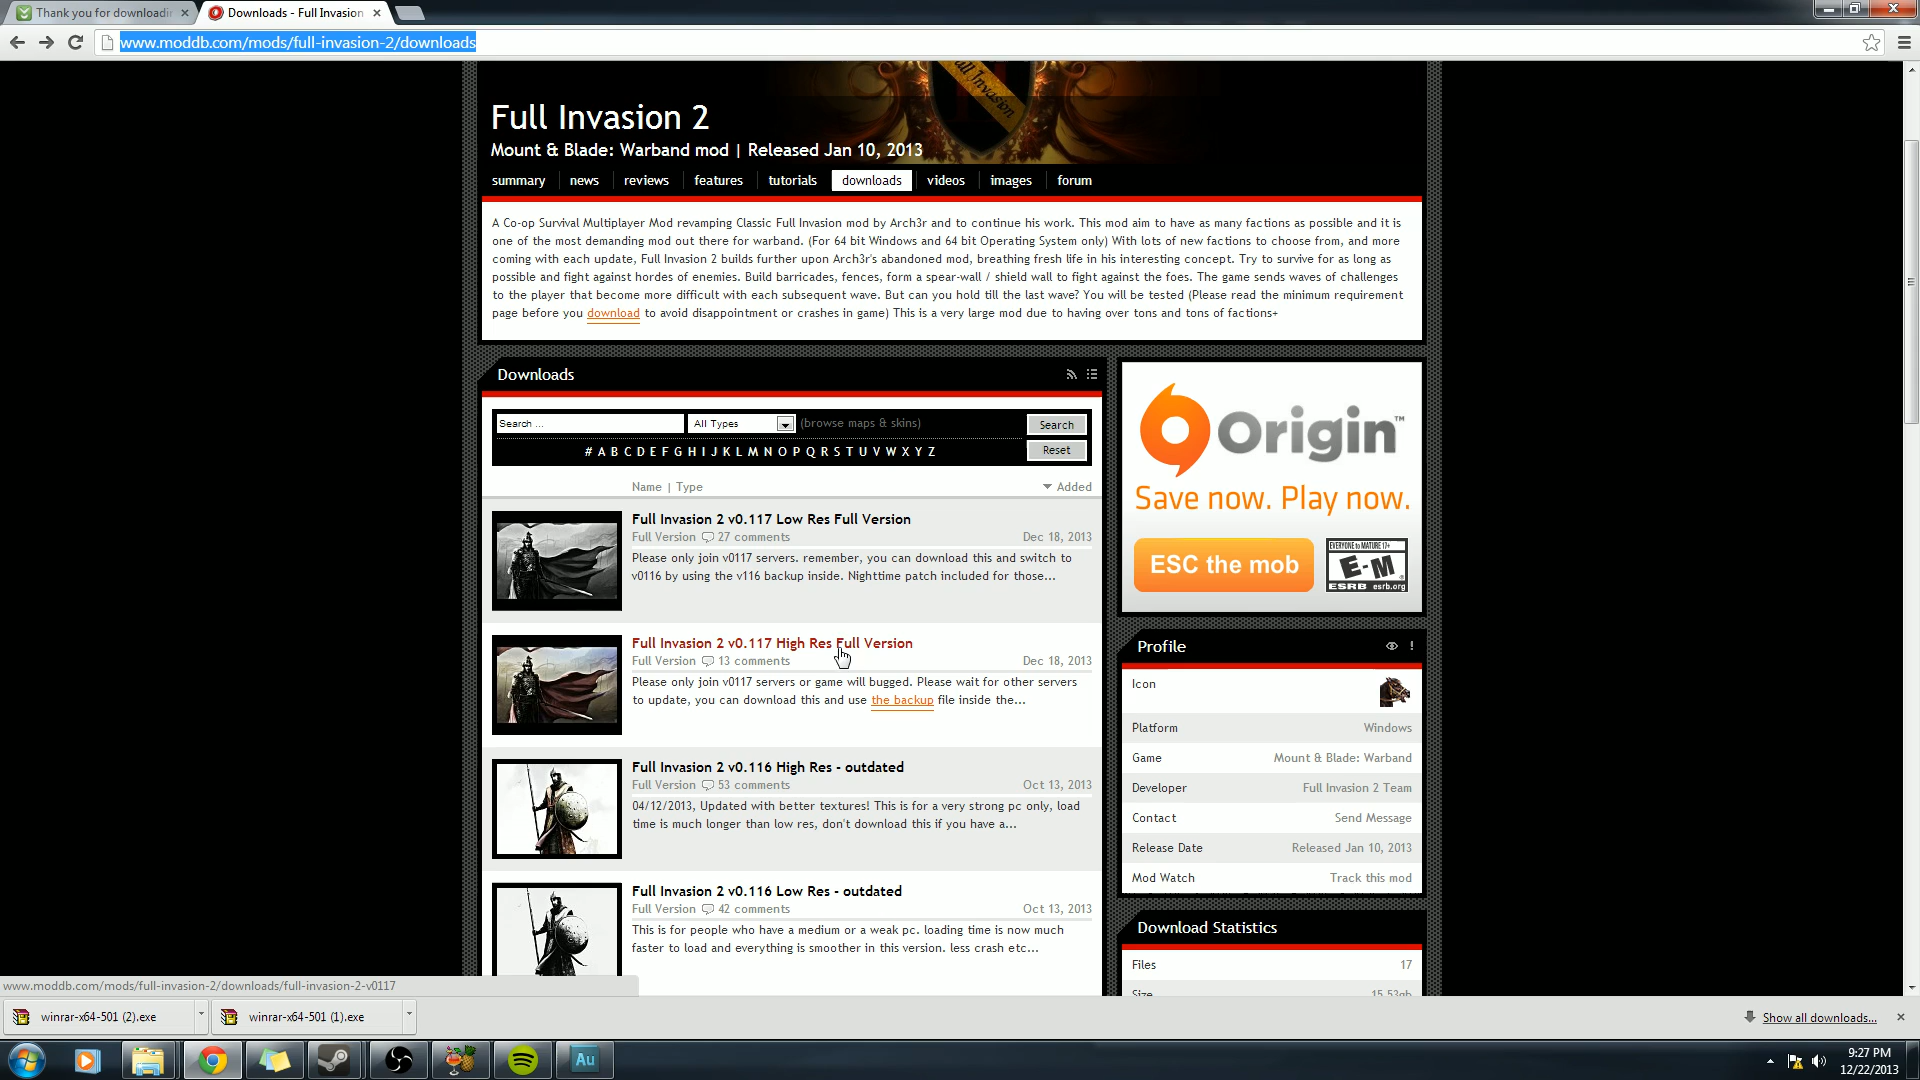 Thank you for downloadin
Downloads - Full Invasion
www.moddb.com/mods/full-invasion-2/downloads
Full Invasion
Full Invasion 2
Mount & Blade: Warband mod | Released Jan 10, 2013
summary news reviews features tutorials downloads videos images forum
A Co-op Survival Multiplayer Mod revamping Classic Full Invasion mod by Arch3r and to continue his work. This mod aim to have as many factions as possible and it is
one of the most demanding mod out there for warband. (For 64 bit Windows and 64 bit Operating System only) With lots of new factions to choose from, and more
coming with each update, Full Invasion 2 builds further upon Arch3r's abandoned mod, breathing fresh life in his interesting concept. Try to survive for as long as
possible and fight against hordes of enemies. Build barricades, fences, form a spear-wall / shield wall to fight against the foes. The game sends waves of challenges
to the player that become more difficult with each subsequent wave. But can you hold till the last wave? You will be tested (Please read the minimum requirement
page before you download to avoid disappointment or crashes in game) This is a very large mod due to having over tons and tons of factions+
Downloads
Search ...
All Types
(browse maps & skins)
Search
# A B C D E F G H I J K L M N O P Q R S T U V W X Y Z
Reset
Name | Type
Added
Full Invasion 2 v0.117 Low Res Full Version
Full Version 27 comments
Dec 18, 2013
Please only join v0117 servers. remember, you can download this and switch to
v0116 by using the v116 backup inside. Nighttime patch included for those...
Full Invasion 2 v0.117 High Res Full Version
Full Version 13 comments
Dec 18, 2013
Please only join v0117 servers or game will bugged. Please wait for other servers
to update, you can download this and use the backup file inside the...
Full Invasion 2 v0.116 High Res - outdated
Full Version 53 comments
Oct 13, 2013
04/12/2013, Updated with better textures! This is for a very strong pc only, load
time is much longer than low res, don't download this if you have a...
Full Invasion 2 v0.116 Low Res - outdated
Full Version 42 comments
Oct 13, 2013
This is for people who have a medium or a weak pc. loading time is now much
faster to load and everything is smoother in this version. less crash etc...
Origin™
Save now. Play now.
ESC the mob
EVERYONE to MATURE 17+
E-M
ESRB esrb.org
Profile
Icon
Platform Windows
Game Mount & Blade: Warband
Developer Full Invasion 2 Team
Contact Send Message
Release Date Released Jan 10, 2013
Mod Watch Track this mod
Download Statistics
Files 17
Size 15.53gb
www.moddb.com/mods/full-invasion-2/downloads/full-invasion-2-v0117
winrar-x64-501 (2).exe
winrar-x64-501 (1).exe
Show all downloads...
Au
9:27 PM
12/22/2013